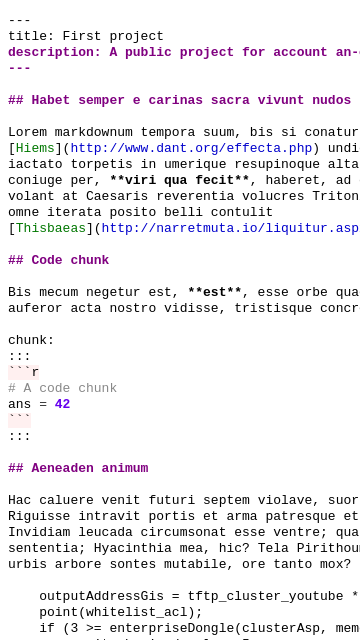 ---
title: First project
description: A public project for account an-
---
## Habet semper e carinas sacra vivunt nudos
Lorem markdownum tempora suum, bis si conatur
[Hiems](http://www.dant.org/effecta.php) undi
iactato torpetis in umerique resupinoque alta
coniuge per, **viri qua fecit**, haberet, ad
volant at Caesaris reverentia volucres Triton
omne iterata posito belli contulit
[Thisbaeas](http://narretmuta.io/liquitur.asp
## Code chunk
Bis mecum negetur est, **est**, esse orbe qua
auferor acta nostro vidisse, tristisque concr
chunk:
:::
```r
# A code chunk
ans = 42
```
:::
## Aeneaden animum
Hac caluere venit futuri septem violave, suor
Riguisse intravit portis et arma patresque et
Invidiam leucada circumsonat esse ventre; qua
sententia; Hyacinthia mea, hic? Tela Pirithou
urbis arbore sontes mutabile, ore tanto mox?
outputAddressGis = tftp_cluster_youtube *
point(whitelist_acl);
if (3 >= enterpriseDongle(clusterAsp, mem